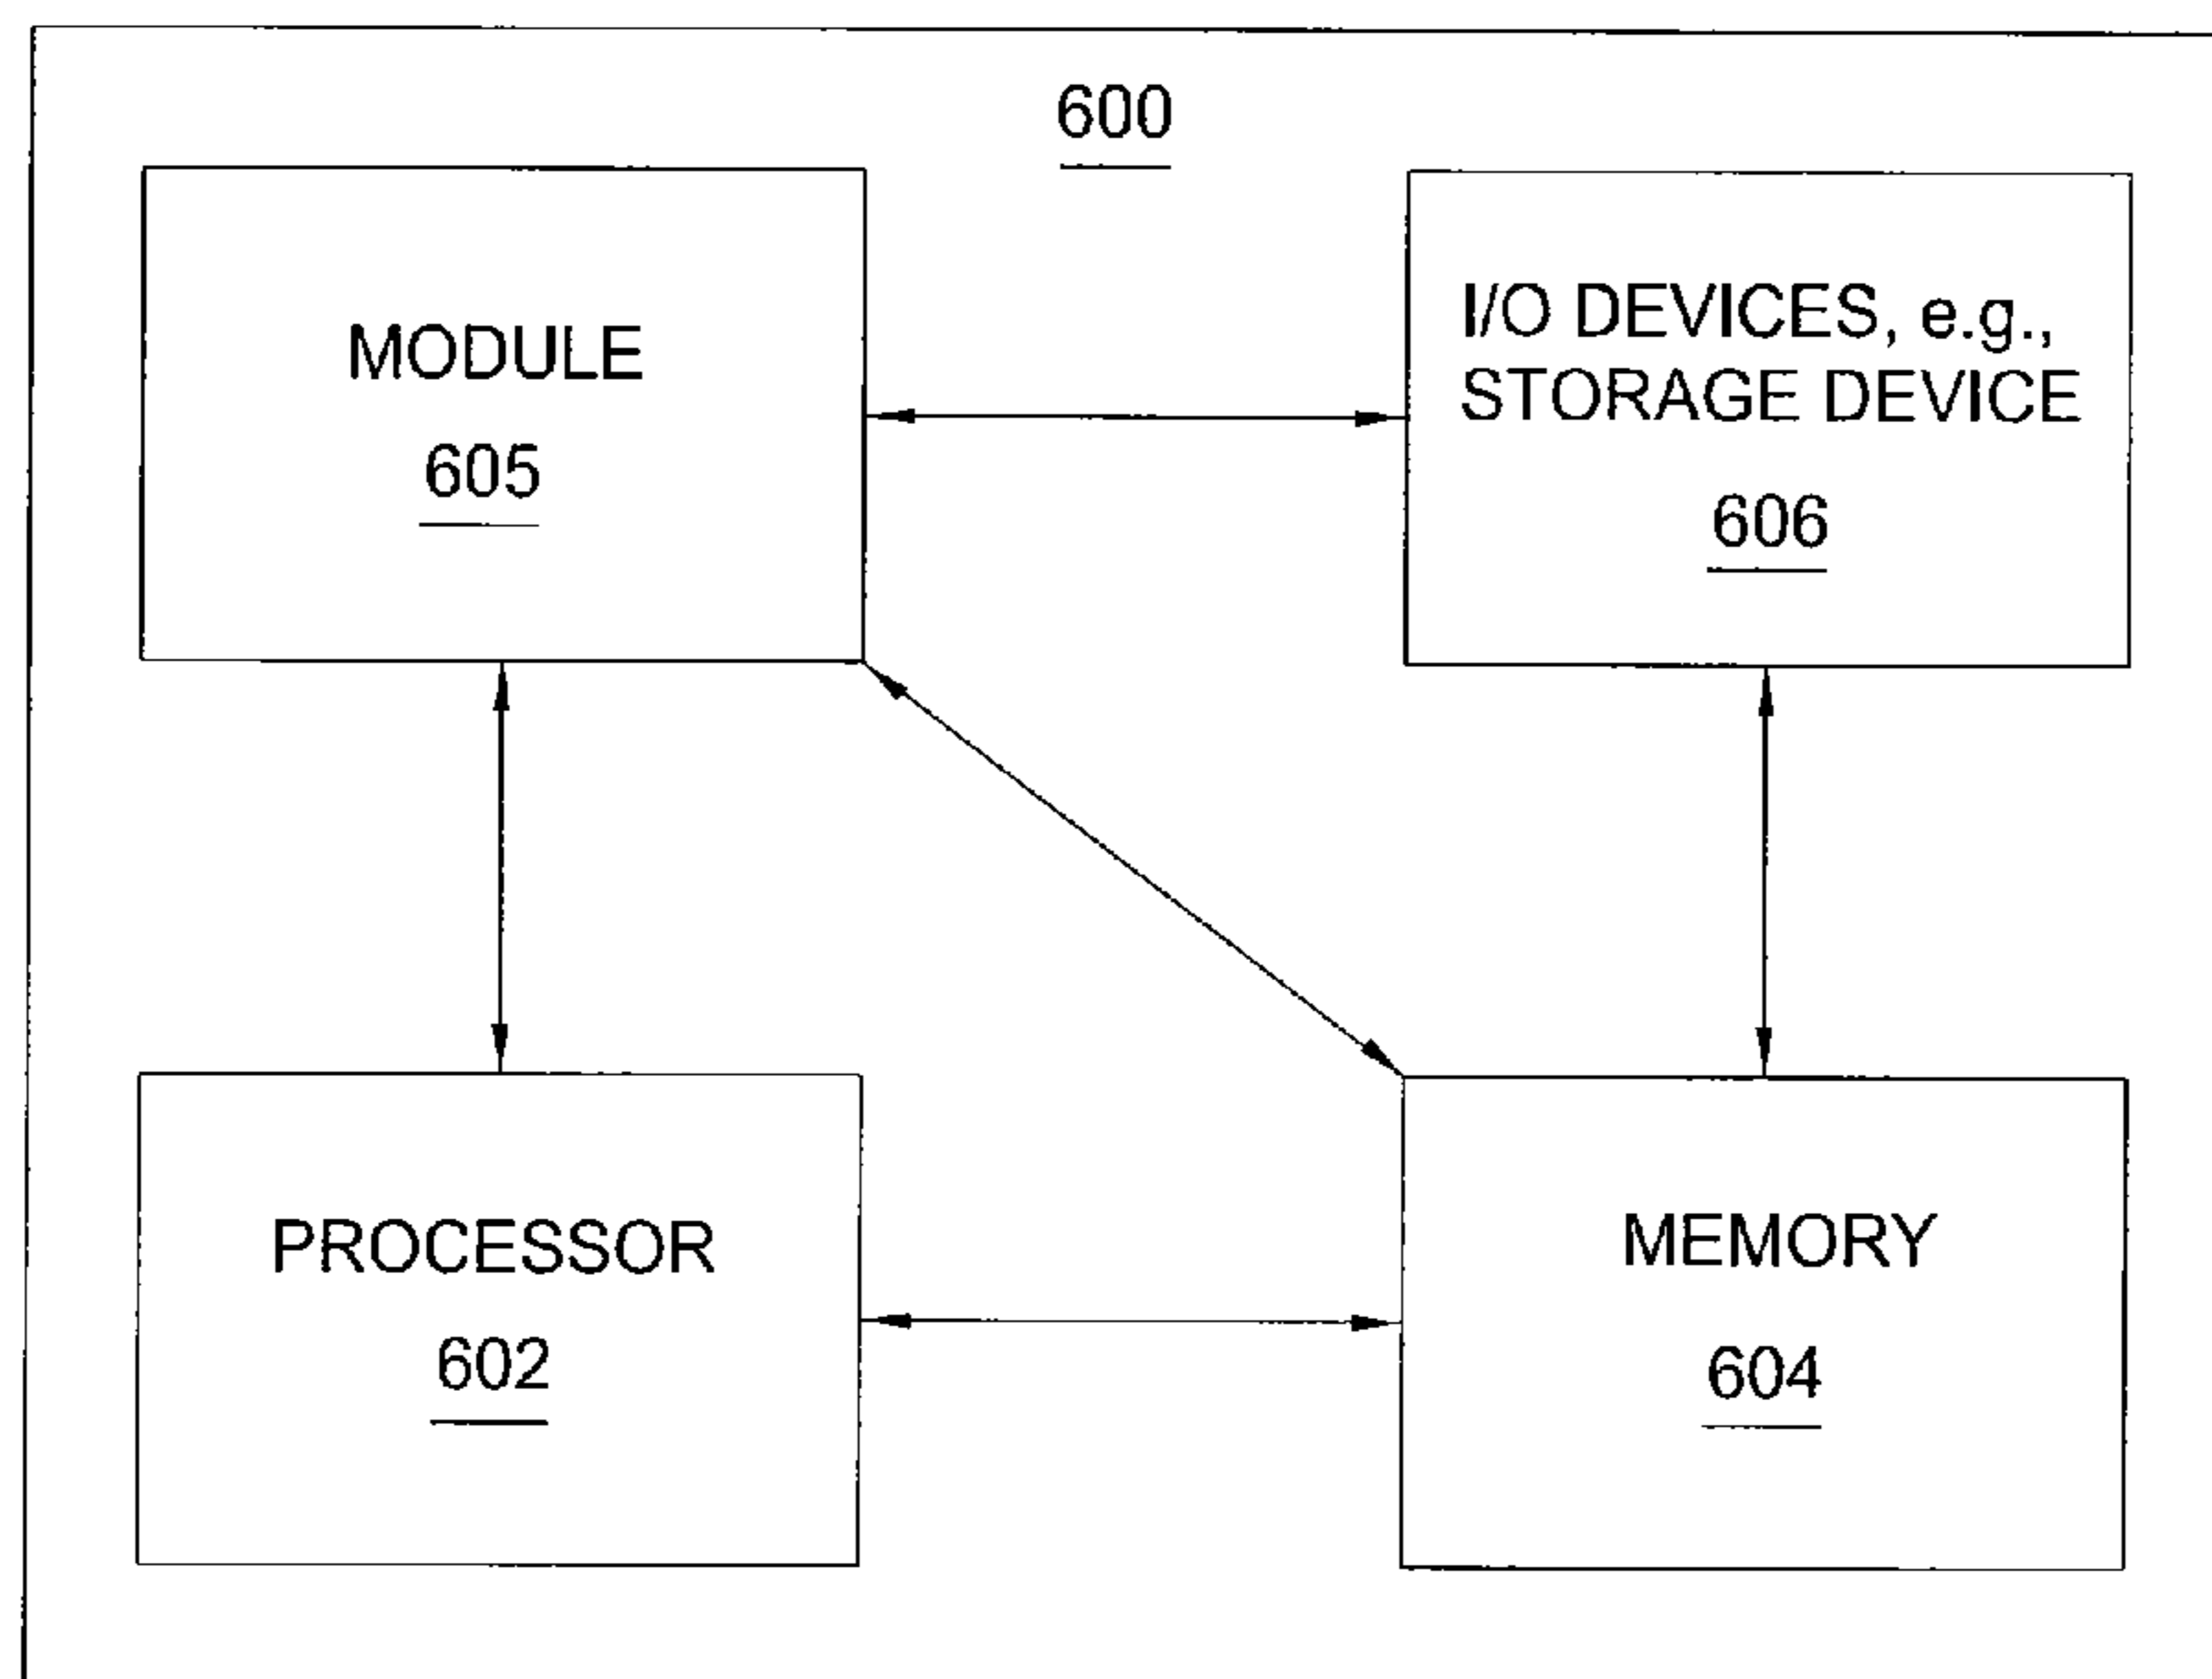 600
MODULE
605
I/O DEVICES, e.g.,
STORAGE DEVICE
606
PROCESSOR
602
MEMORY
604